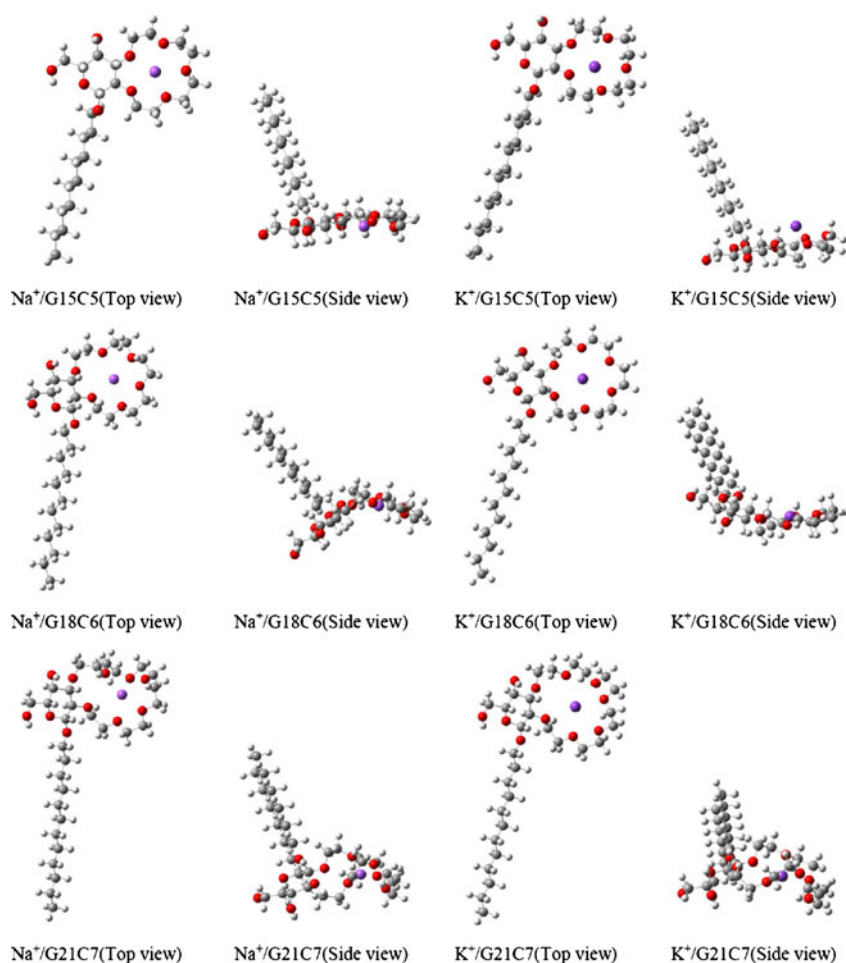 Na⁺/G15C5(Top view) Na⁺/G15C5(Side view) K⁺/G15C5(Top view) K⁺/G15C5(Side view)
Na⁺/G18C6(Top view) Na⁺/G18C6(Side view) K⁺/G18C6(Top view) K⁺/G18C6(Side view)
Na⁺/G21C7(Top view) Na⁺/G21C7(Side view) K⁺/G21C7(Top view) K⁺/G21C7(Side view)